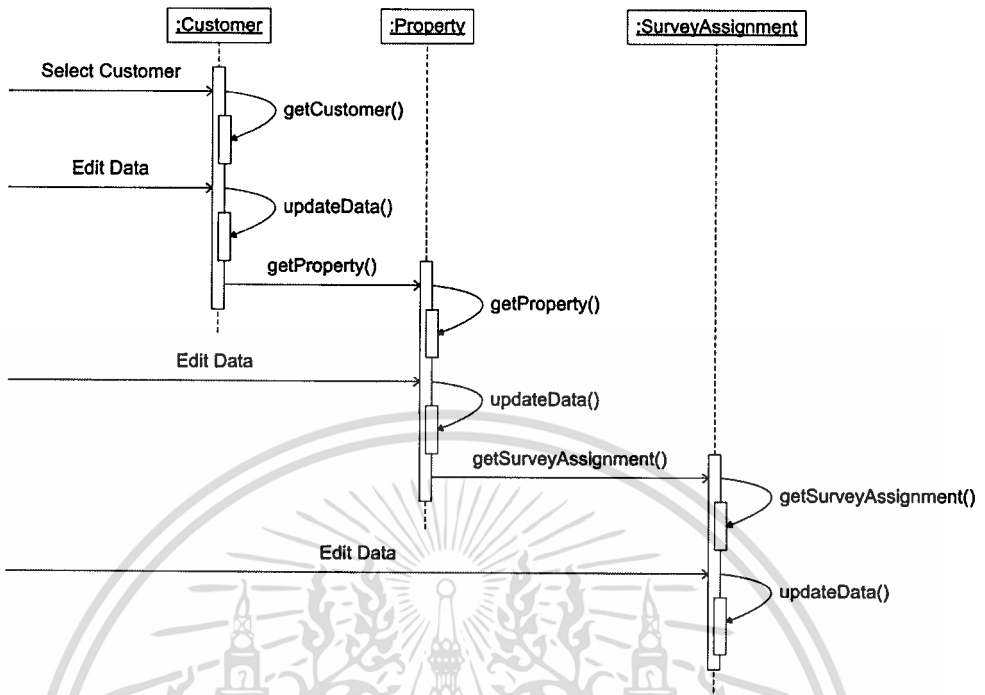 :Customer
:Property
:SurveyAssignment
Select Customer
getCustomer()
Edit Data
updateData()
getProperty()
getProperty()
Edit Data
updateData()
getSurveyAssignment()
getSurveyAssignment()
Edit Data
updateData()